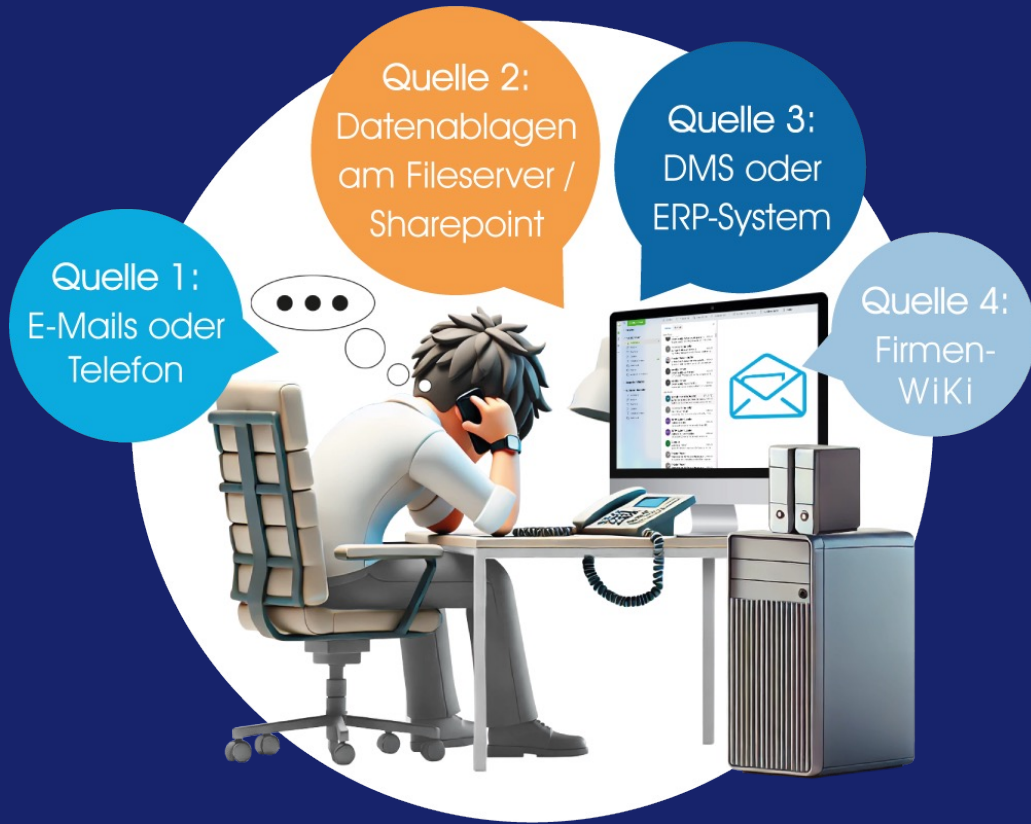 Quelle 1:
E-Mails oder
Telefon
Quelle 2:
Datenablagen
am Fileserver /
Sharepoint
Quelle 3:
DMS oder
ERP-System
Quelle 4:
Firmen-
WiKi